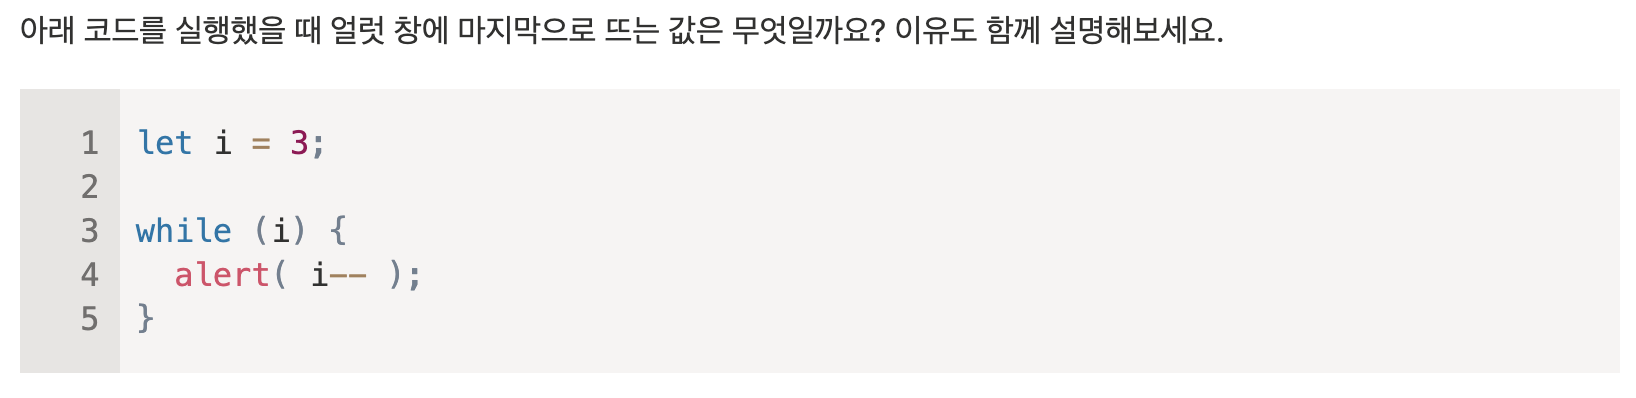 아래 코드를 실행했을 때 얼럿 창에 마지막으로 뜨는 값은 무엇일까요? 이유도 함께 설명해보세요.
1 let i = 3;
2
3 while (i) {
4   alert( i-- );
5 }